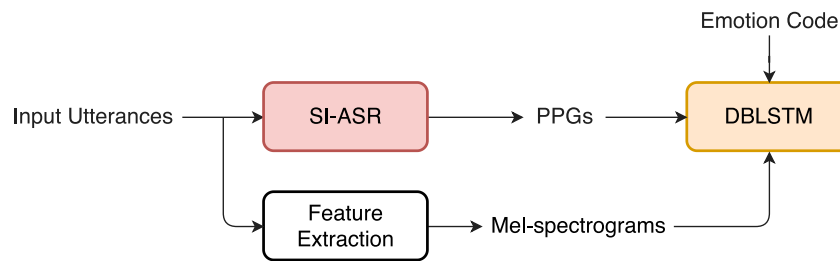 Emotion Code
Input Utterances
SI-ASR
PPGs
DBLSTM
Feature
Extraction
Mel-spectrograms